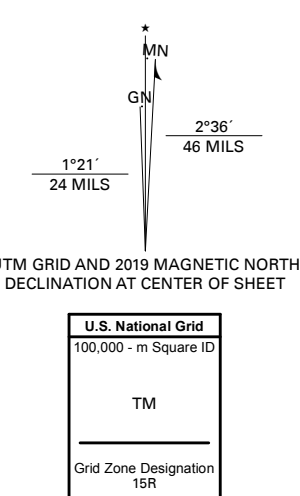 MN
GN
2°36´
46 MILS
1°21´
24 MILS
UTM GRID AND 2019 MAGNETIC NORTH
DECLINATION AT CENTER OF SHEET
U.S. National Grid
100,000 - m Square ID
TM
Grid Zone Designation
15R